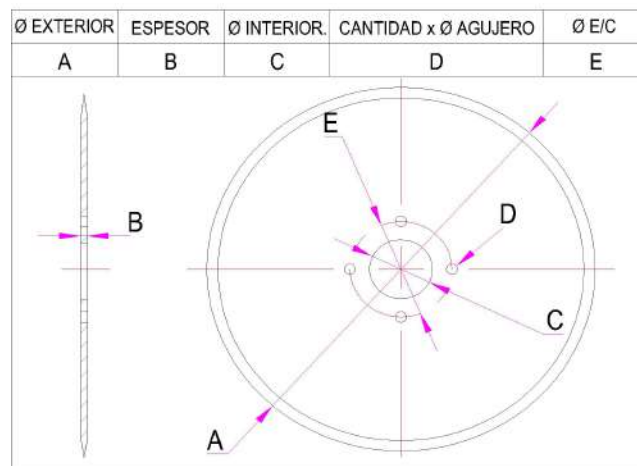 Ø EXTERIOR ESPESOR Ø INTERIOR. CANTIDAD x Ø AGUJERO Ø E/C
A B C D E
E
D
B
C
A